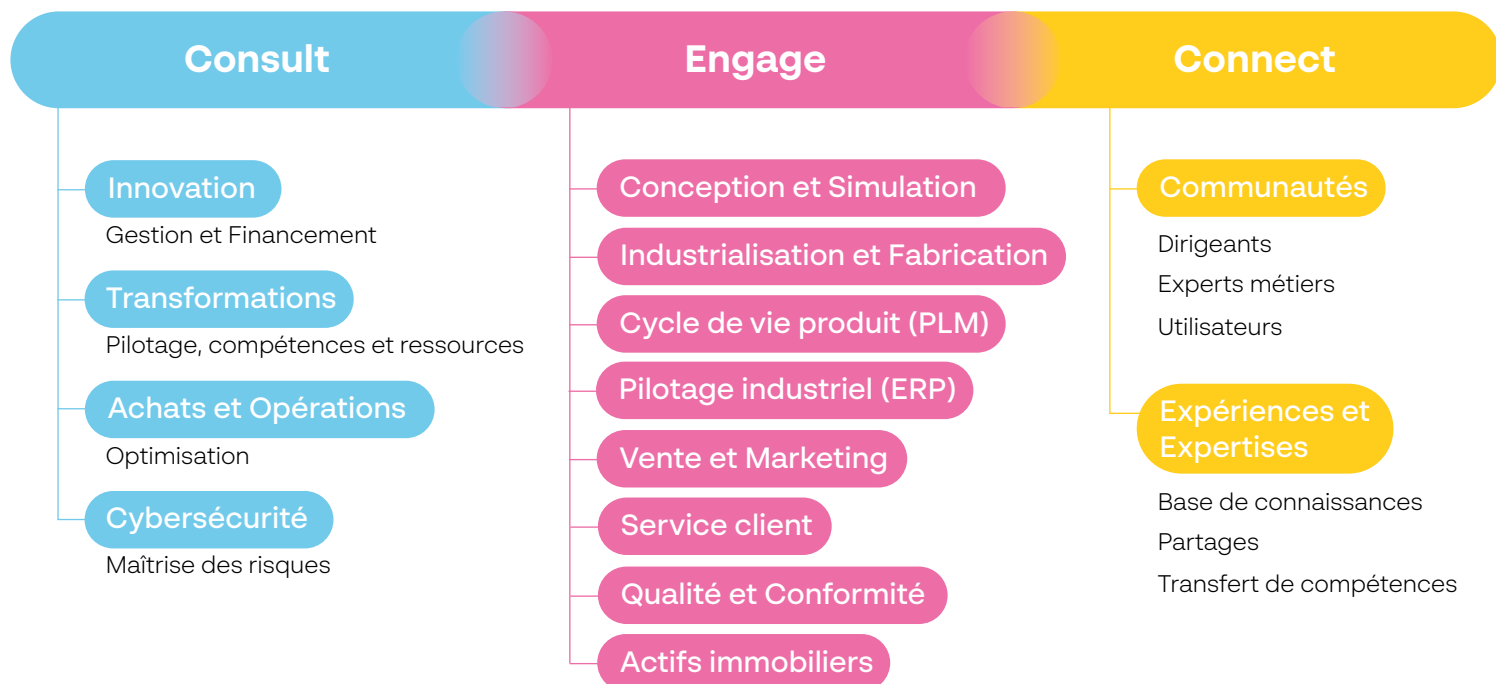 Consult
Engage
Connect
Innovation
Gestion et Financement
Transformations
Pilotage, compétences et ressources
Achats et Opérations
Optimisation
Cybersécurité
Maîtrise des risques
Conception et Simulation
Industrialisation et Fabrication
Cycle de vie produit (PLM)
Pilotage industriel (ERP)
Vente et Marketing
Service client
Qualité et Conformité
Actifs immobiliers
Communautés
Dirigeants
Experts métiers
Utilisateurs
Expériences et
Expertises
Base de connaissances
Partages
Transfert de compétences